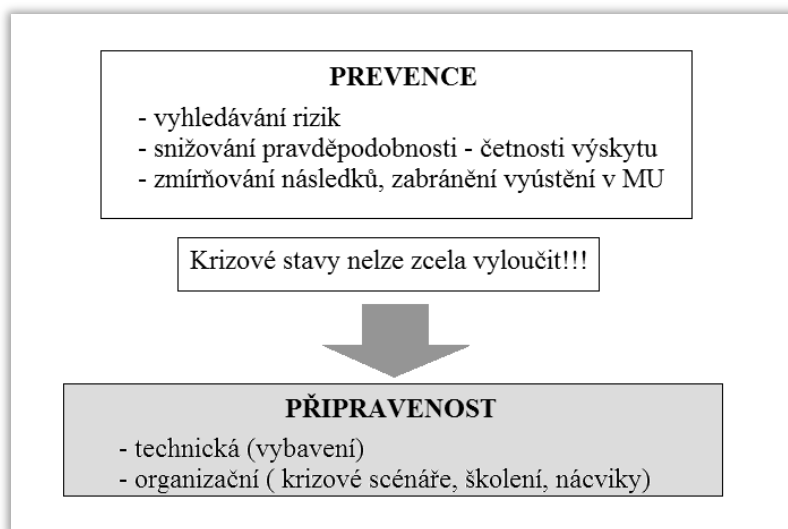 PREVENCE
- vyhledávání rizik
- snižování pravděpodobnosti - četnosti výskytu
- zmírňování následků, zabránění vyústění v MU
Krizové stavy nelze zcela vyloučit!!!
PŘIPRAVENOST
- technická (vybavení)
- organizační ( krizové scénáře, školení, nácviky)